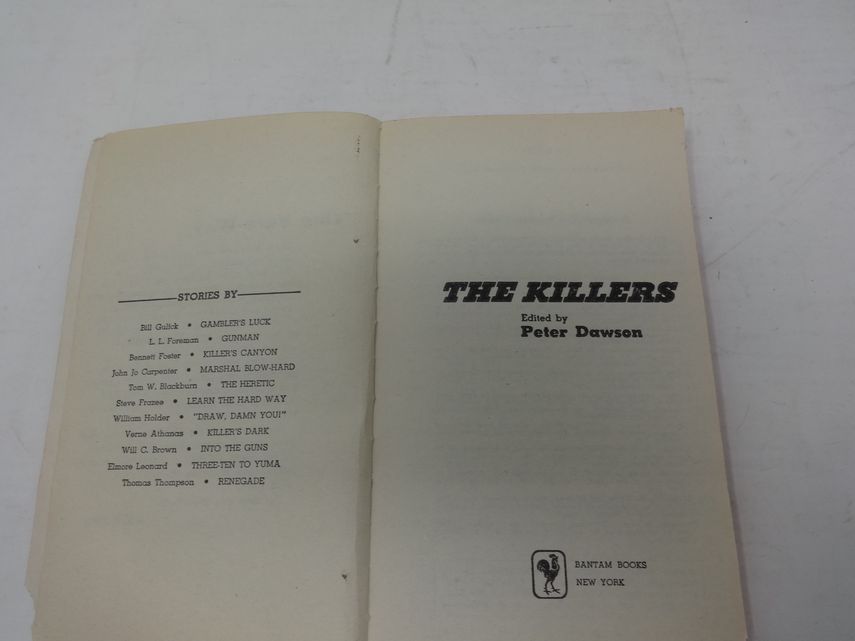 STORIES BY
Bill Gulick • GAMBLER'S LUCK
L. L. Foreman • GUNMAN
Bennett Foster • KILLER'S CANYON
John Jo Carpenter • MARSHAL BLOW-HARD
Tom W. Blackburn • THE HERETIC
Steve Frazee • LEARN THE HARD WAY
William Holder • "DRAW, DAMN YOU!"
Verne Athanas • KILLER'S DARK
Will C. Brown • INTO THE GUNS
Elmore Leonard • THREE-TEN TO YUMA
Thomas Thompson • RENEGADE
THE KILLERS
Edited by
Peter Dawson
BANTAM BOOKS
NEW YORK